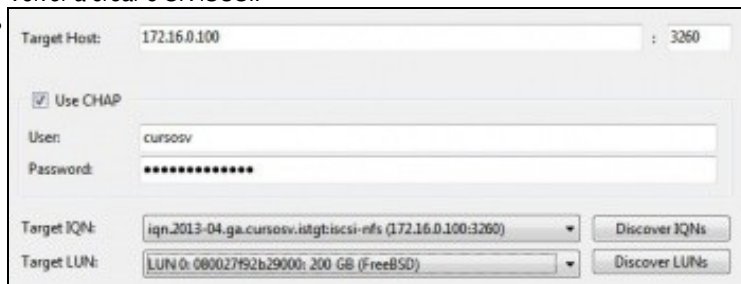 Target Host: 172.16.0.100 : 3260
Use CHAP
User: cursosv
Password: •••••••••••••
Target IQN: iqn.2013-04.ga.cursosv.istgt:iscsi-nfs (172.16.0.100:3260) Discover IQNs
Target LUN: LUN 0: 080027f92b29000: 200 GB (FreeBSD) Discover LUNs